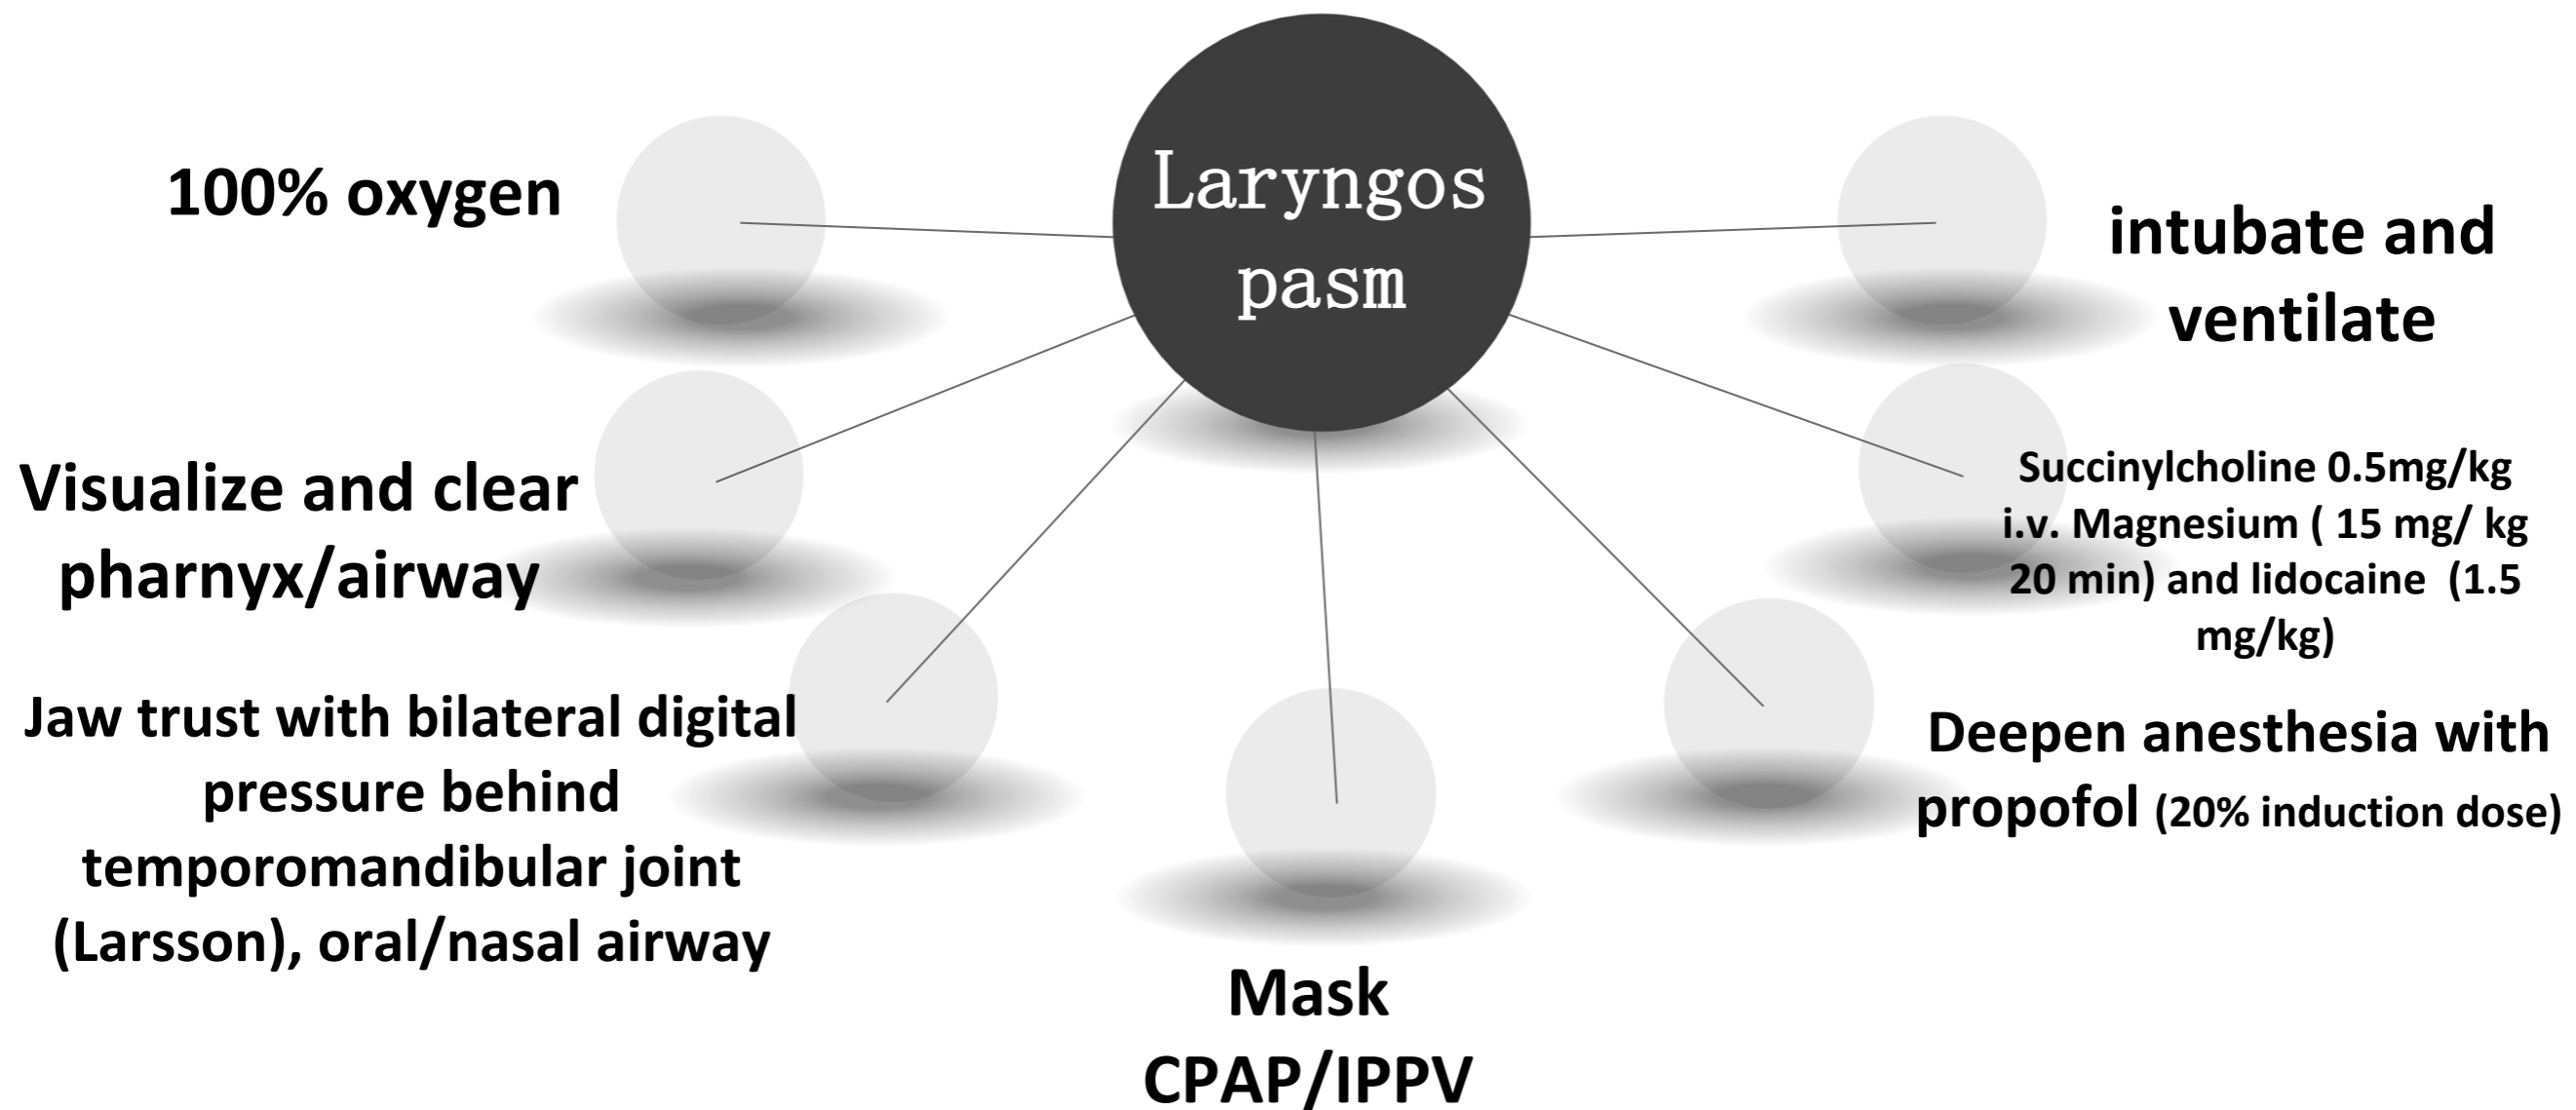 Laryngos
pasm
100% oxygen
Visualize and clear
pharnyx/airway
Jaw trust with bilateral digital
pressure behind
temporomandibular joint
(Larsson), oral/nasal airway
Mask
CPAP/IPPV
Deepen anesthesia with
propofol (20% induction dose)
Succinylcholine 0.5mg/kg
i.v. Magnesium ( 15 mg/ kg
20 min) and lidocaine (1.5
mg/kg)
intubate and
ventilate